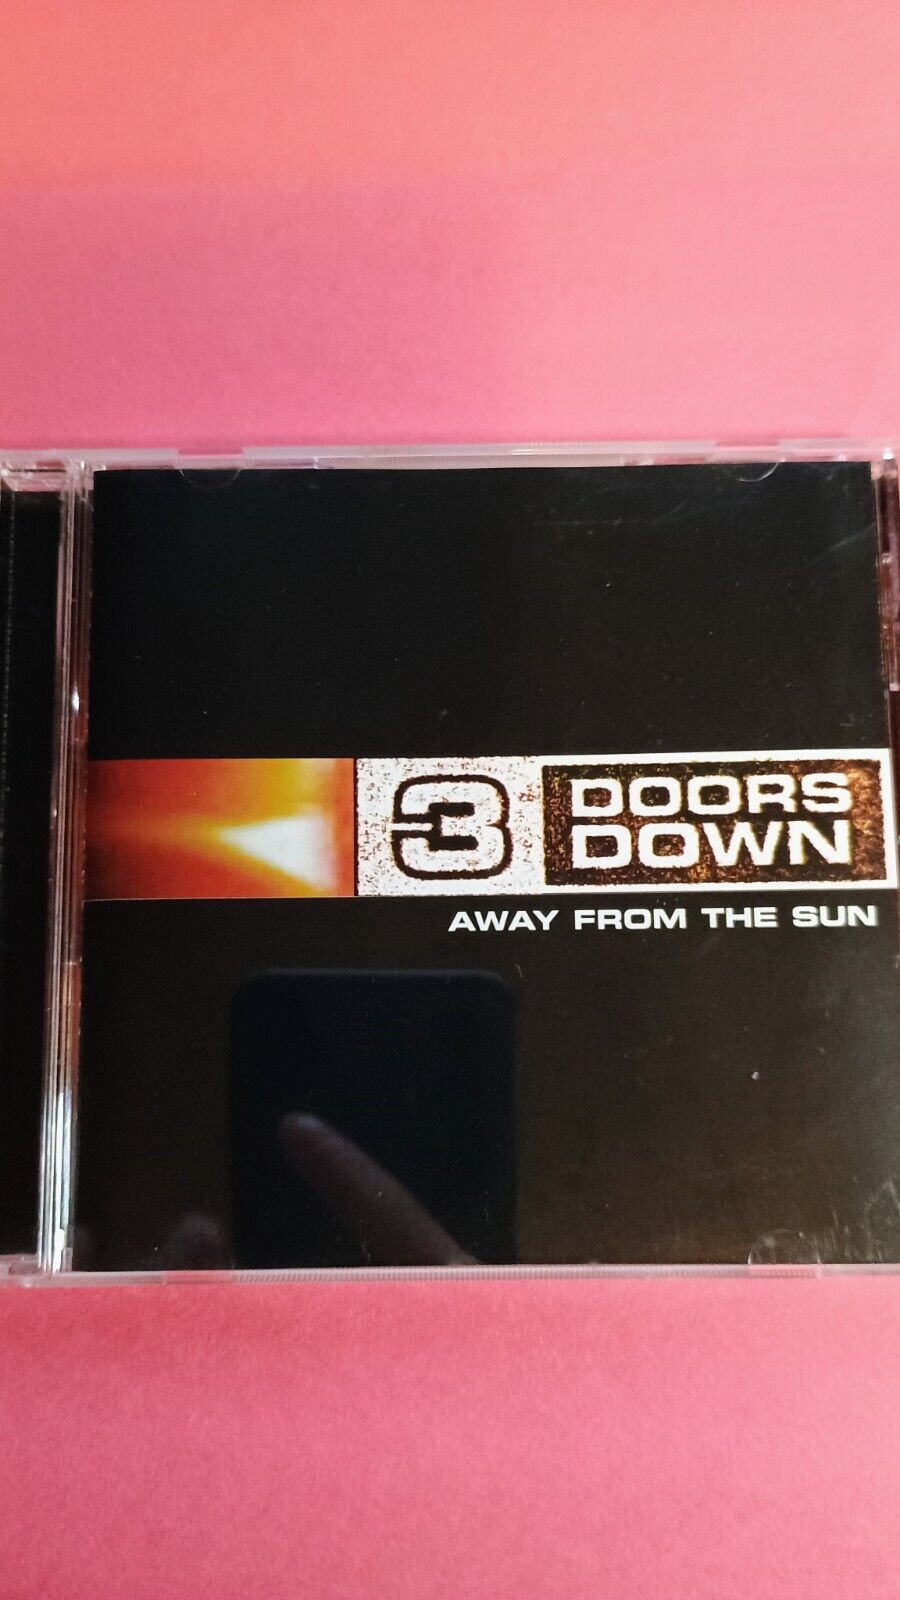 3 DOORS
DOWN
AWAY FROM THE SUN